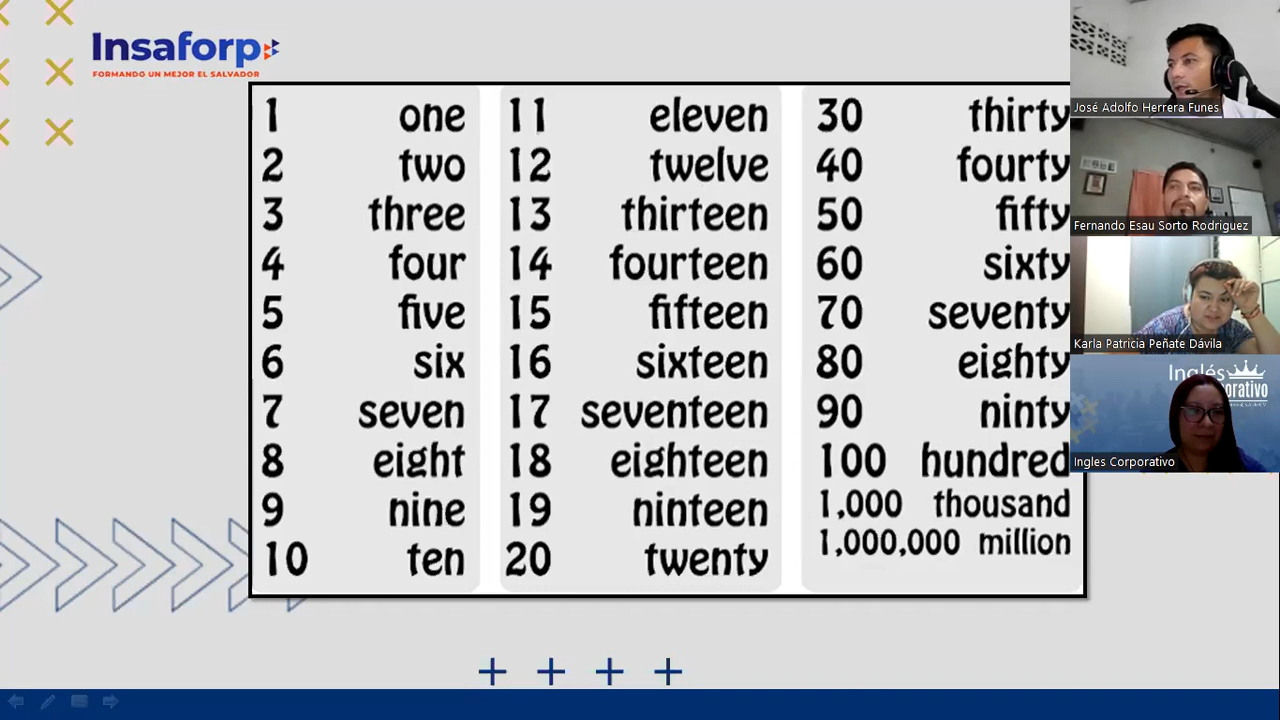 Insaforp
FORMANDO UN MEJOR EL SALVADOR
1 one
2 two
3 three
4 four
5 five
6 six
7 seven
8 eight
9 nine
10 ten
11 eleven
12 twelve
13 thirteen
14 fourteen
15 fifteen
16 sixteen
17 seventeen
18 eighteen
19 ninteen
20 twenty
30 thirty
40 fourty
50 fifty
60 sixty
70 seventy
80 eighty
90 ninty
100 hundred
1,000 thousand
1,000,000 million
José Adolfo Herrera Funes
Fernando Esau Sorto Rodriguez
Karla Patricia Peñate Dávila
Inglés
Ingles Corporativo